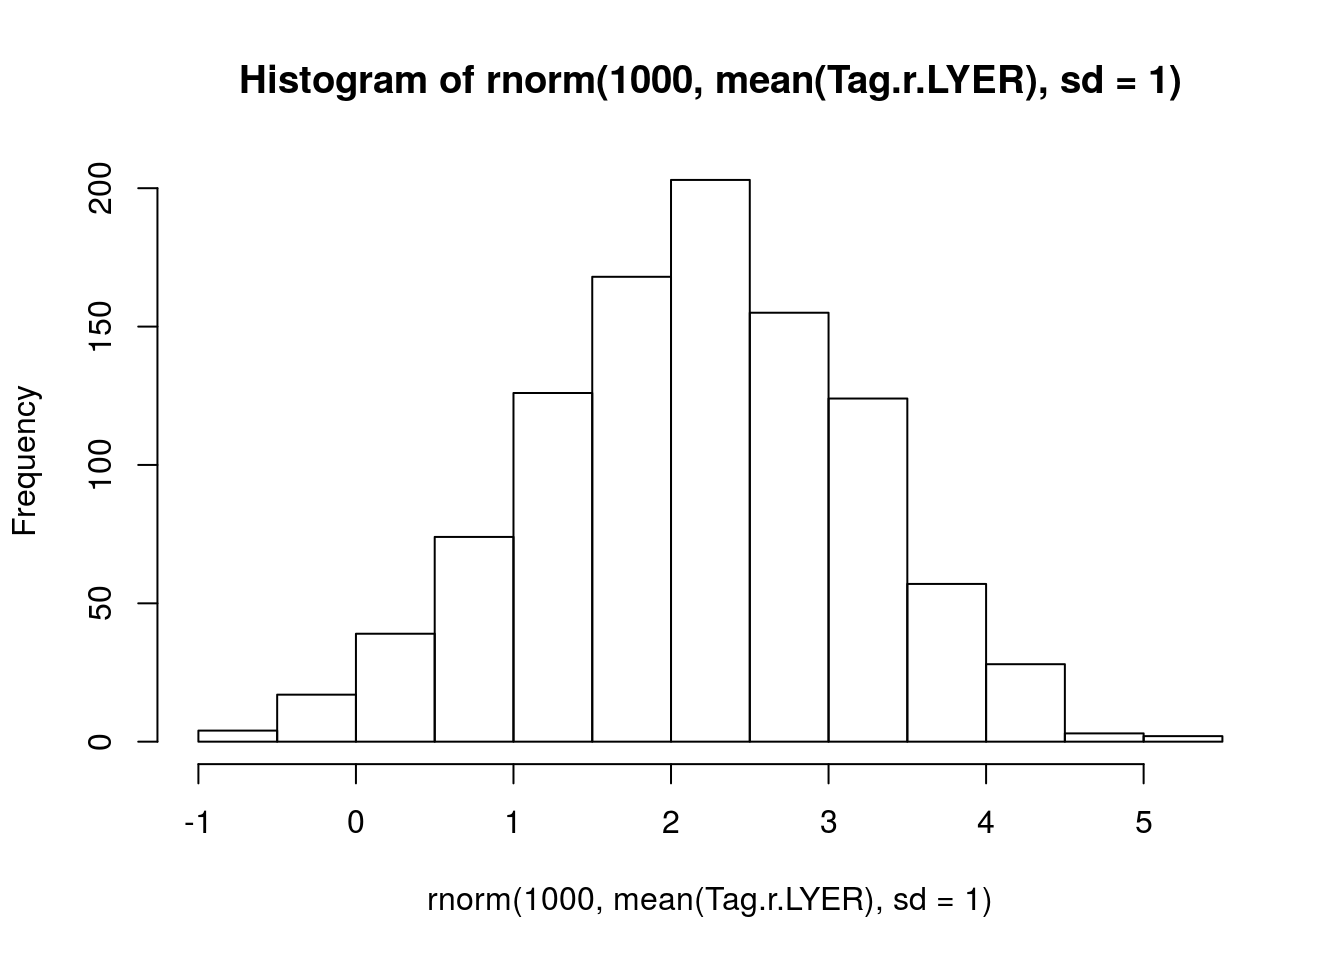 Histogram of rnorm(1000, mean(Tag.r.LYER), sd = 1)
Frequency
200
150
100
50
0
-1 0 1 2 3 4 5
rnorm(1000, mean(Tag.r.LYER), sd = 1)